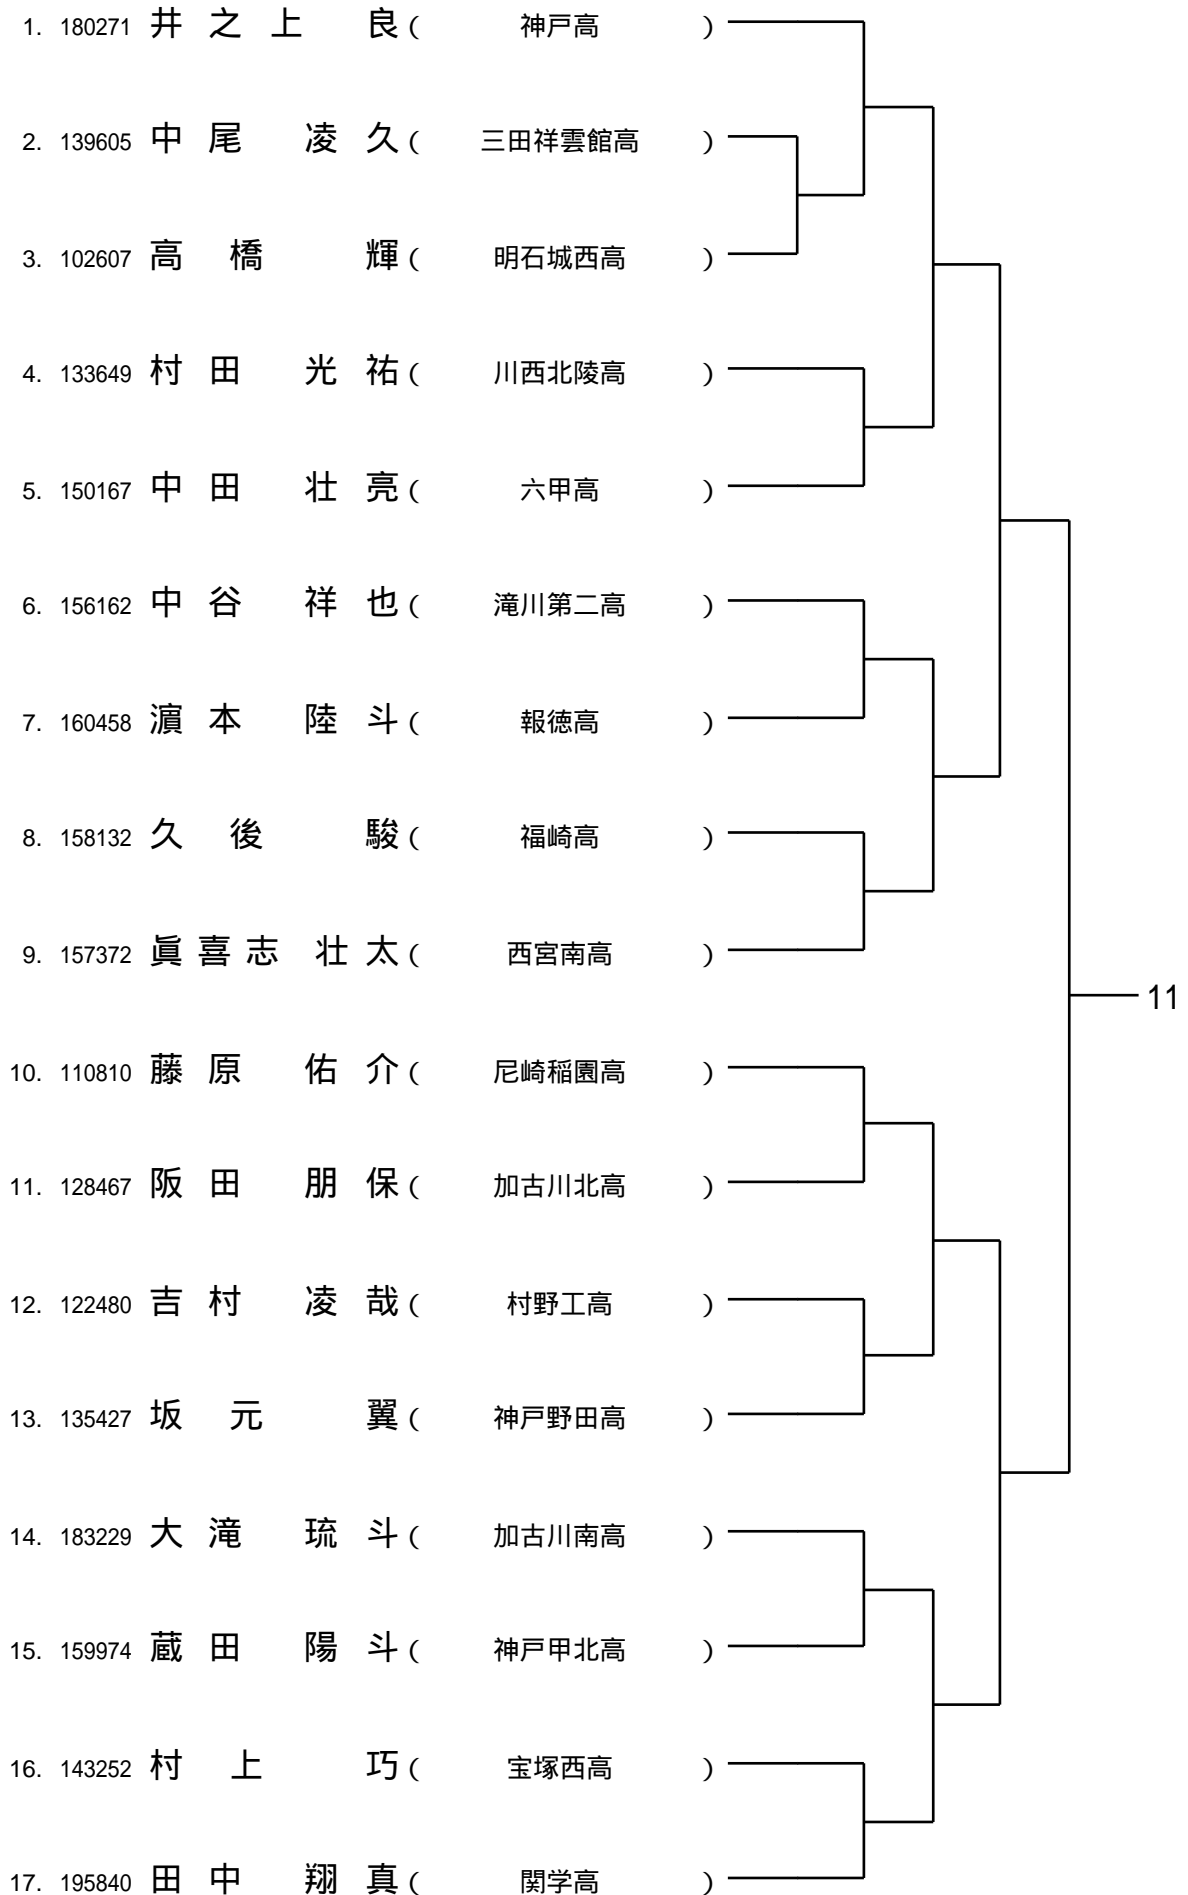 1. 180271 井之上 良 ( 神戸高 )
2. 139605 中尾 凌久 ( 三田祥雲館高 )
3. 102607 高橋 輝 ( 明石城西高 )
4. 133649 村田 光祐 ( 川西北陵高 )
5. 150167 中田 壮亮 ( 六甲高 )
6. 156162 中谷 祥也 ( 滝川第二高 )
7. 160458 濵本 陸斗 ( 報徳高 )
8. 158132 久後 駿 ( 福崎高 )
9. 157372 眞喜志 壮太 ( 西宮南高 )
11
10. 110810 藤原 佑介 ( 尼崎稲園高 )
11. 128467 阪田 朋保 ( 加古川北高 )
12. 122480 吉村 凌哉 ( 村野工高 )
13. 135427 坂元 翼 ( 神戸野田高 )
14. 183229 大滝 琉斗 ( 加古川南高 )
15. 159974 蔵田 陽斗 ( 神戸甲北高 )
16. 143252 村上 巧 ( 宝塚西高 )
17. 195840 田中 翔真 ( 関学高 )